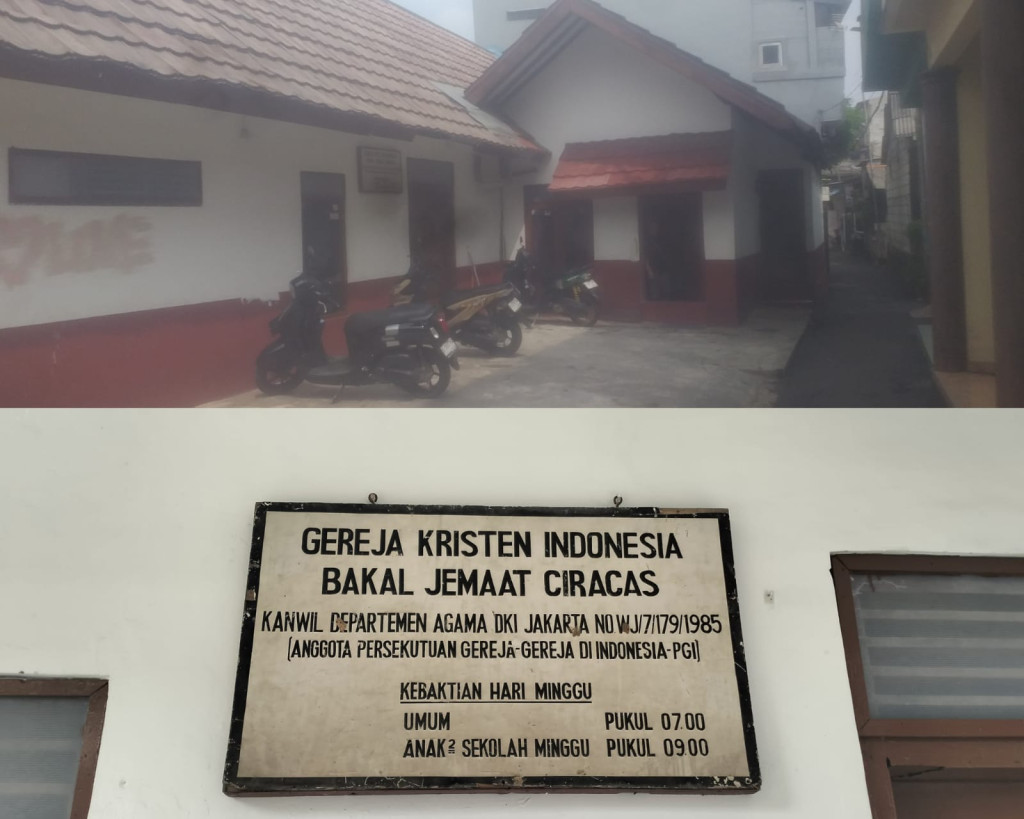 GEREJA KRISTEN INDONESIA
BAKAL JEMAAT CIRACAS
KANWIL DEPARTEMEN AGAMA DKI JAKARTA NO WJ/7/179/1985
(ANGGOTA PERSEKUTUAN GEREJA-GEREJA DI INDONESIA-PGI)
KEBAKTIAN HARI MINGGU
UMUM PUKUL 07.00
ANAK² SEKOLAH MINGGU PUKUL 09.00